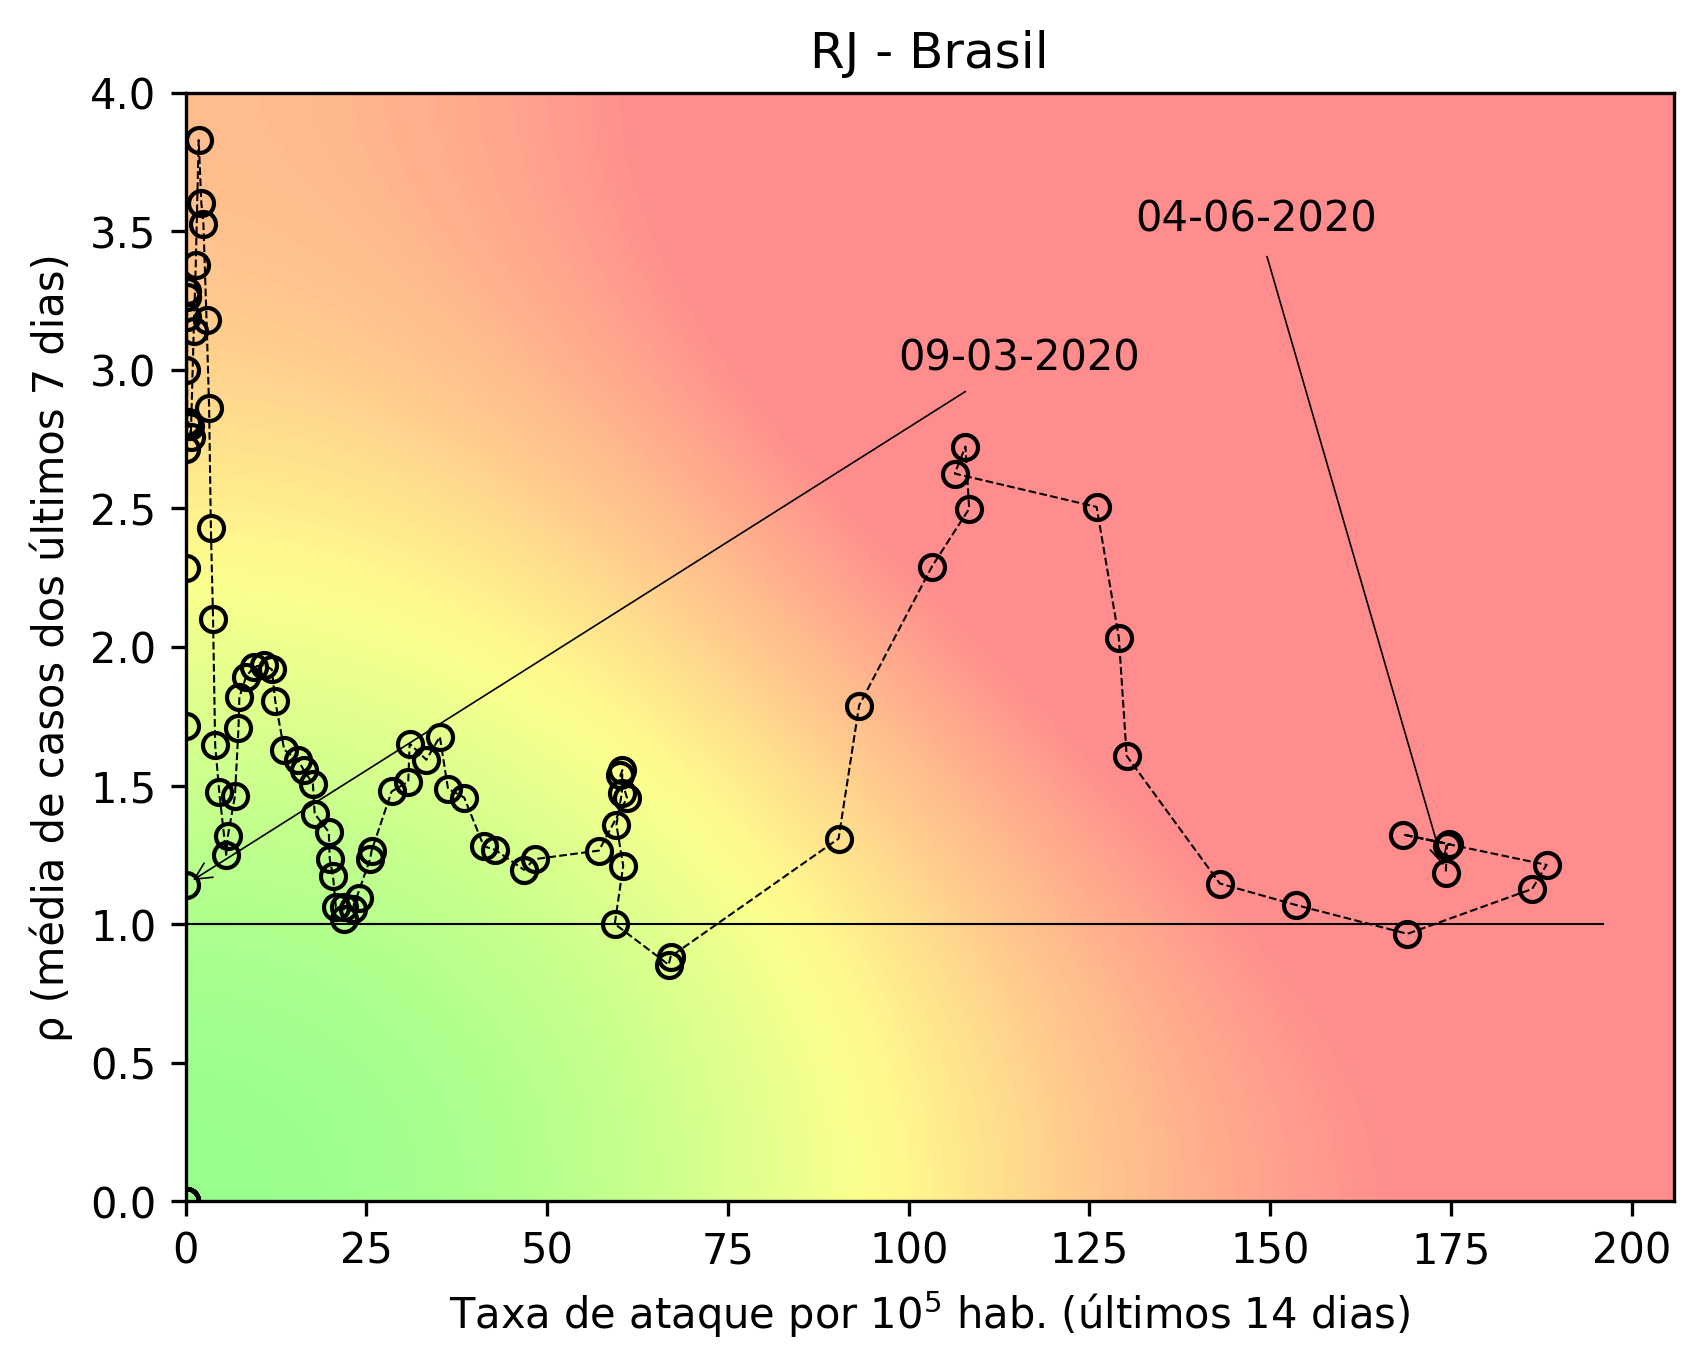 RJ - Brasil
4.0
3.5
3.0
2.5
2.0
1.5
1.0
0.5
0.0
ρ (média de casos dos últimos 7 dias)
04-06-2020
09-03-2020
0 25 50 75 100 125 150 175 200
Taxa de ataque por 10⁵ hab. (últimos 14 dias)